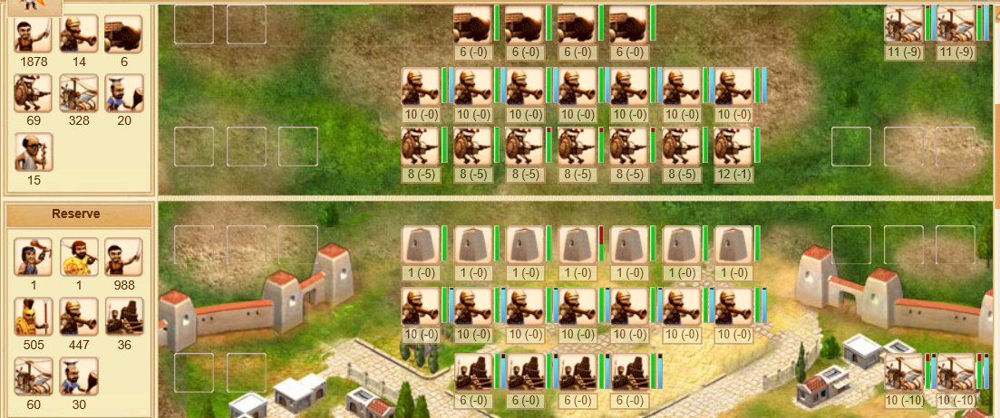 1878 14 6
69 328 20
15
6 (-0) 6 (-0) 6 (-0) 6 (-0) 11 (-9) 11 (-9)
10 (-0) 10 (-0) 10 (-0) 10 (-0) 10 (-0) 10 (-0) 10 (-0)
8 (-5) 8 (-5) 8 (-5) 8 (-5) 8 (-5) 8 (-5) 12 (-1)
Reserve
1 1 988
505 447 36
60 30
1 (-0) 1 (-0) 1 (-0) 1 (-0) 1 (-0) 1 (-0) 1 (-0)
10 (-0) 10 (-0) 10 (-0) 10 (-0) 10 (-0) 10 (-0) 10 (-0)
6 (-0) 6 (-0) 6 (-0) 6 (-0) 10 (-10) 10 (-10)